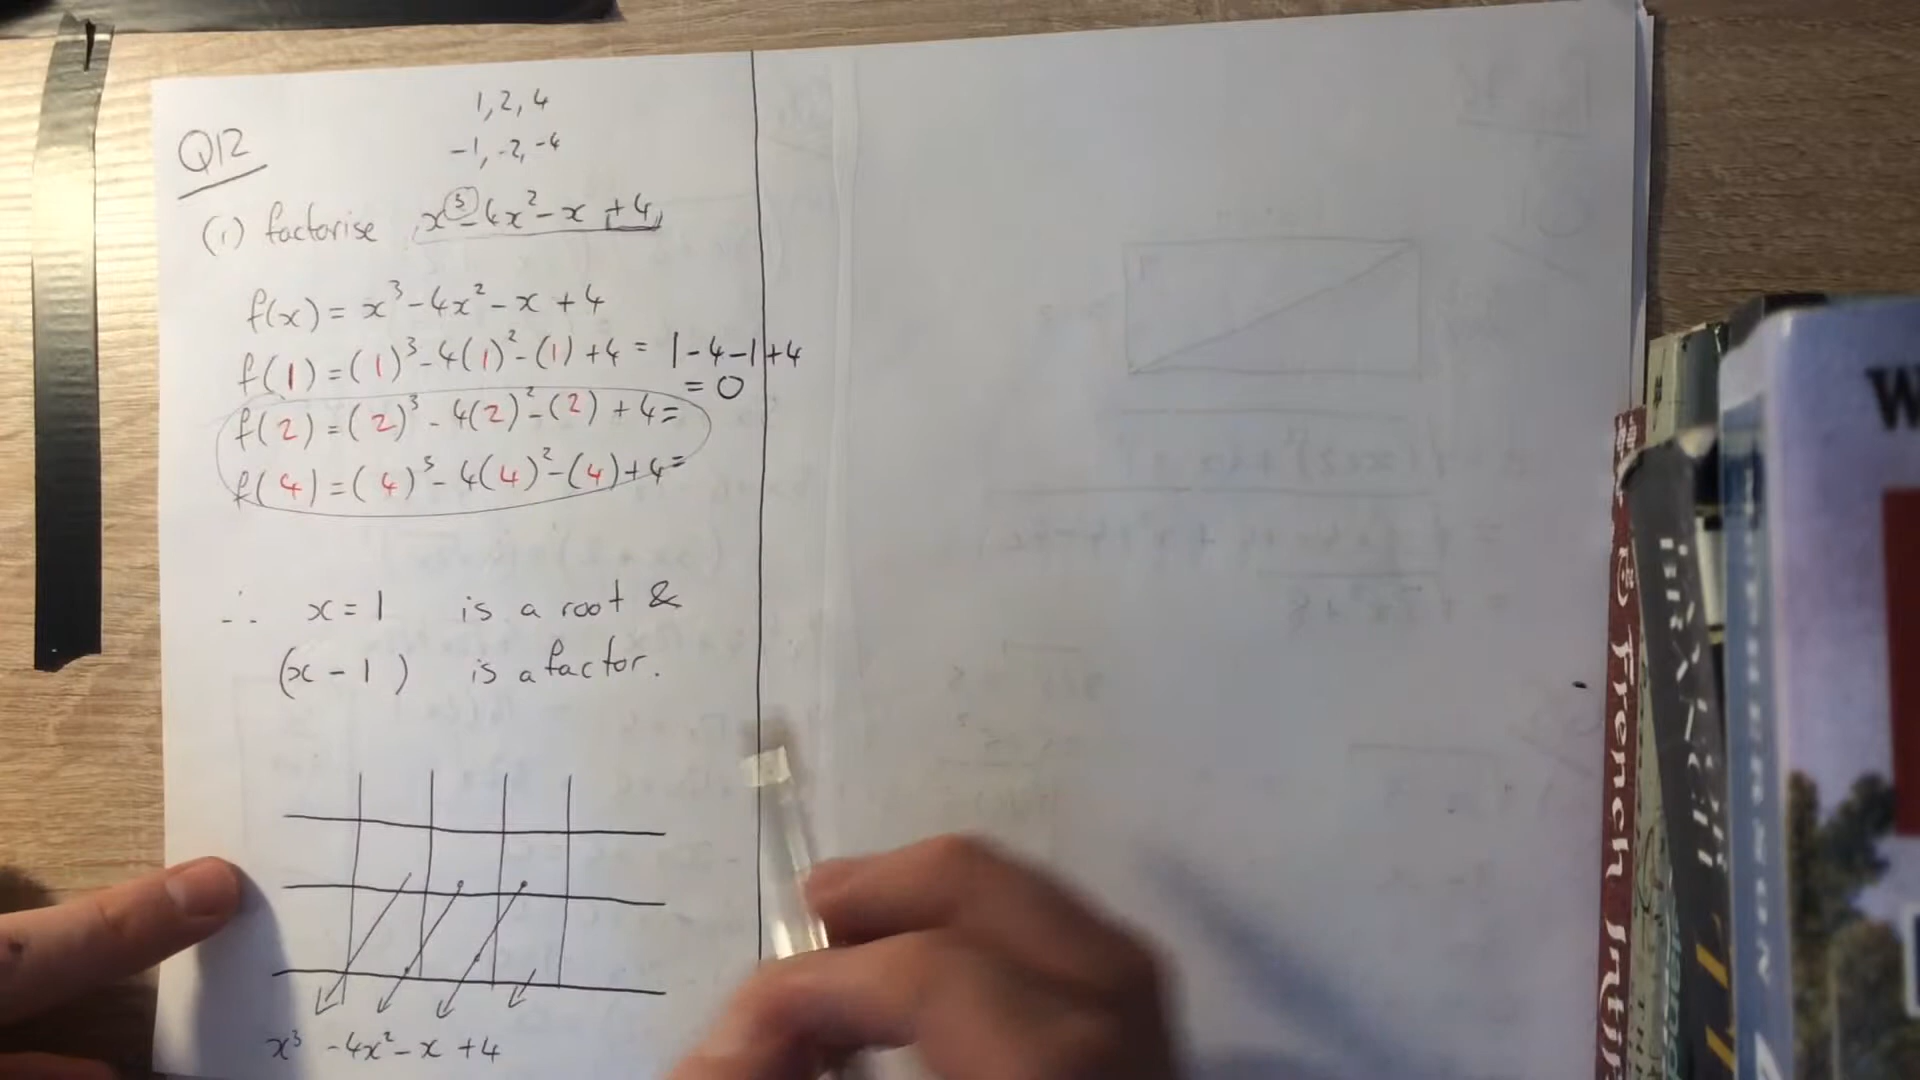 1, 2, 4
Q12
-1, -2, -4
(i) factorise x³ - 4x² - x + 4
f(x) = x³ - 4x² - x + 4
f(1) = (1)³ - 4(1)² - (1) + 4 = 1 - 4 - 1 + 4
= 0
f(2) = (2)³ - 4(2)² - (2) + 4 =
f(4) = (4)³ - 4(4)² - (4) + 4 =
∴ x = 1 is a root &
(x - 1) is a factor.
x³ - 4x² - x + 4
French
W